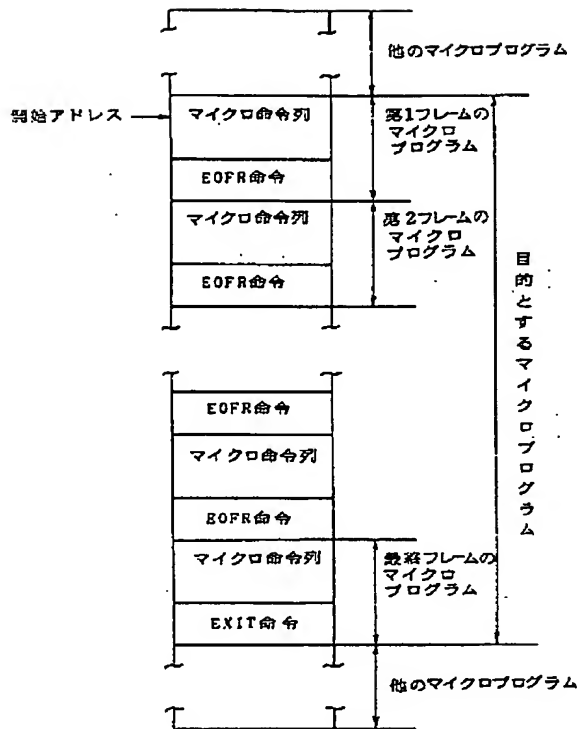 他のマイクロプログラム
開始アドレス
マイクロ命令列
第1フレームの
マイクロ
プログラム
EOFR命令
マイクロ命令列
第2フレームの
マイクロ
プログラム
EOFR命令
目的とするマイクロプログラム
EOFR命令
マイクロ命令列
EOFR命令
マイクロ命令列
最終フレームの
マイクロ
プログラム
EXIT命令
他のマイクロプログラム